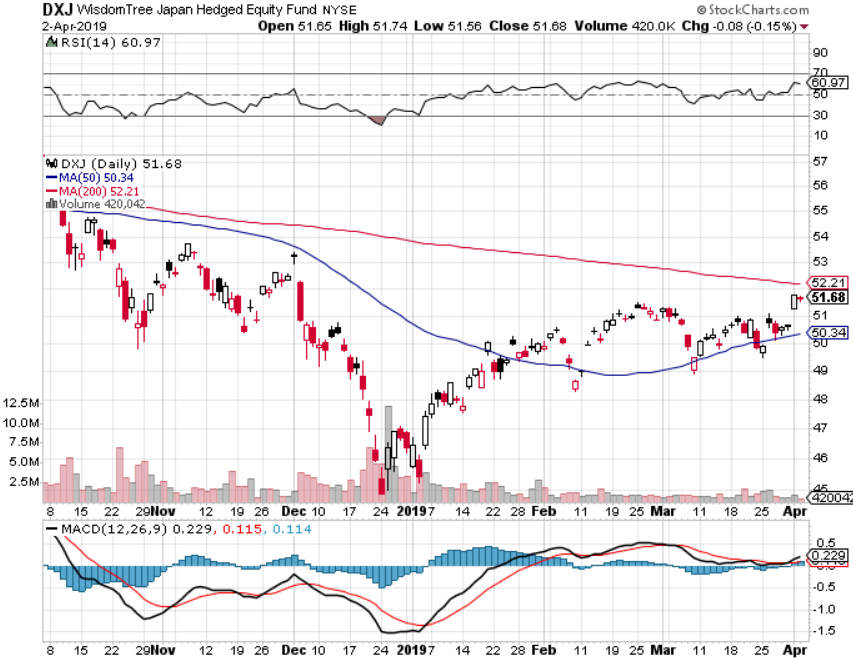 DXJ WisdomTree Japan Hedged Equity Fund NYSE © StockCharts.com
2-Apr-2019 Open 51.65 High 51.74 Low 51.56 Close 51.68 Volume 420.0K Chg -0.08 (-0.15%)
RSI(14) 60.97
90
70
60.97
50
30
10
DXJ (Daily) 51.68
MA(50) 50.34
MA(200) 52.21
Volume 420,042
57
56
55
54
53
52.21
51.68
51
50.34
50
49
48
47
46
45
12.5M
10.0M
7.5M
5.0M
2.5M
420042
8 15 22 29 Nov 12 19 26 Dec 10 17 24 2019 7 14 22 28 Feb 11 19 25 Mar 11 18 25 Apr
MACD(12,26,9) 0.229, 0.115, 0.114
0.5
0.229
-0.5
-1.0
-1.5
8 15 22 29 Nov 12 19 26 Dec 10 17 24 2019 7 14 22 28 Feb 11 19 25 Mar 11 18 25 Apr